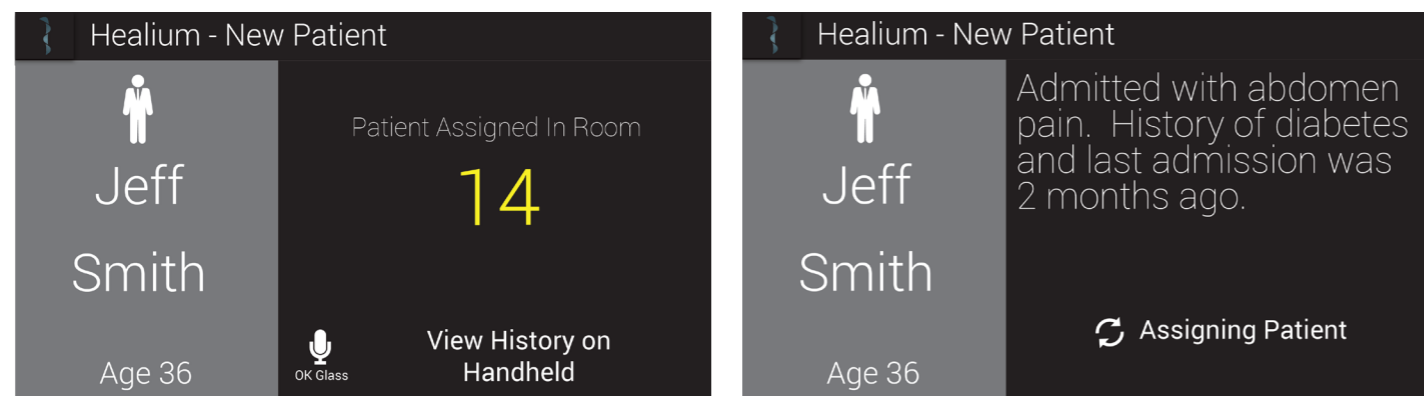 Healium - New Patient
Jeff
Smith
Age 36
Patient Assigned In Room
14
OK Glass
View History on
Handheld
Healium - New Patient
Jeff
Smith
Age 36
Admitted with abdomen
pain. History of diabetes
and last admission was
2 months ago.
Assigning Patient